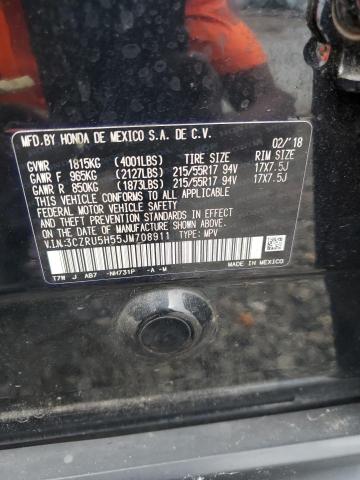 MFD.BY HONDA DE MEXICO S.A. DE C.V.
02/'18
GVWR 1815KG (4001LBS) TIRE SIZE RIM SIZE
GAWR F 965KG (2127LBS) 215/55R17 94V 17X7.5J
GAWR R 850KG (1873LBS) 215/55R17 94V 17X7.5J
THIS VEHICLE CONFORMS TO ALL APPLICABLE
FEDERAL MOTOR VEHICLE SAFETY AND
THEFT PREVENTION STANDARDS IN EFFECT ON
THE DATE OF MANUFACTURE SHOWN ABOVE.
V.I.N:3CZRU5H55JM708911 TYPE: MPV
T7W J AB7 NH731P -A -M
MADE IN MEXICO